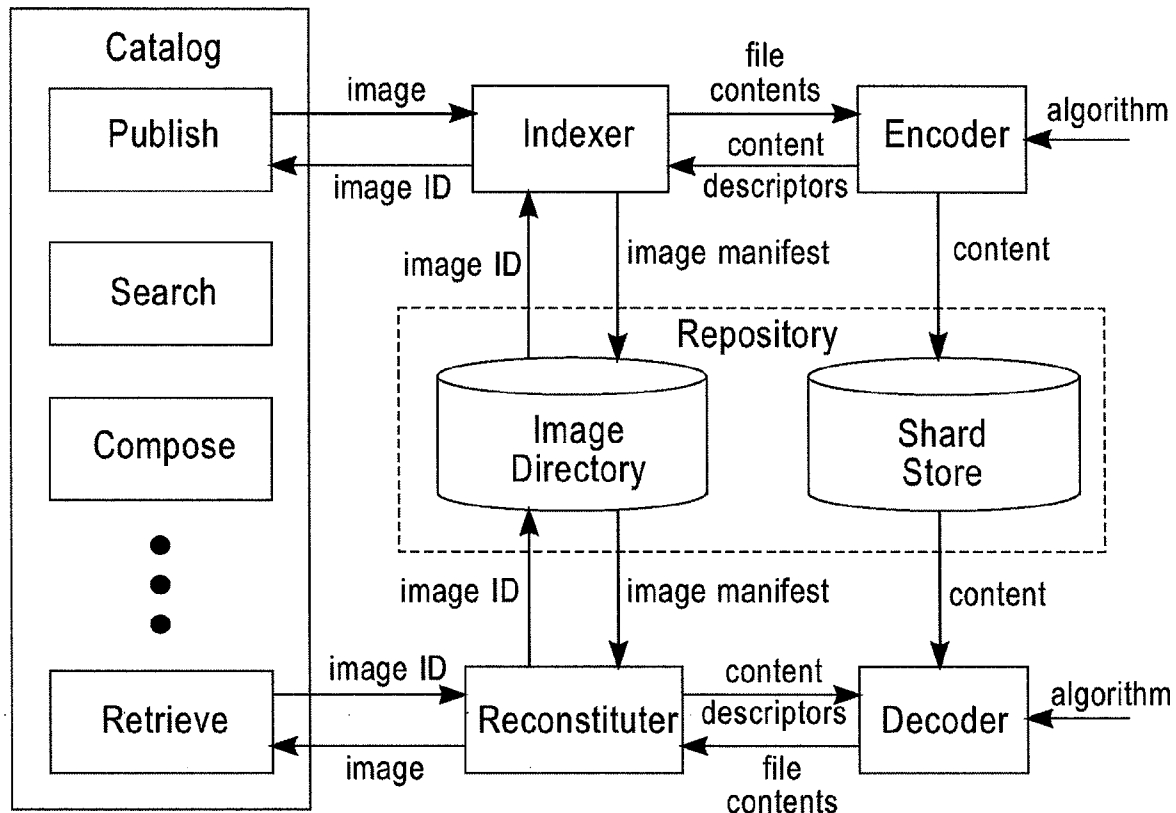 Catalog
Publish
image
Indexer
file
contents
Encoder
algorithm
image ID
content
descriptors
Search
image ID
image manifest
content
Repository
Compose
Image
Directory
Shard
Store
image ID
image manifest
content
Retrieve
image ID
Reconstituter
content
descriptors
Decoder
algorithm
image
file
contents